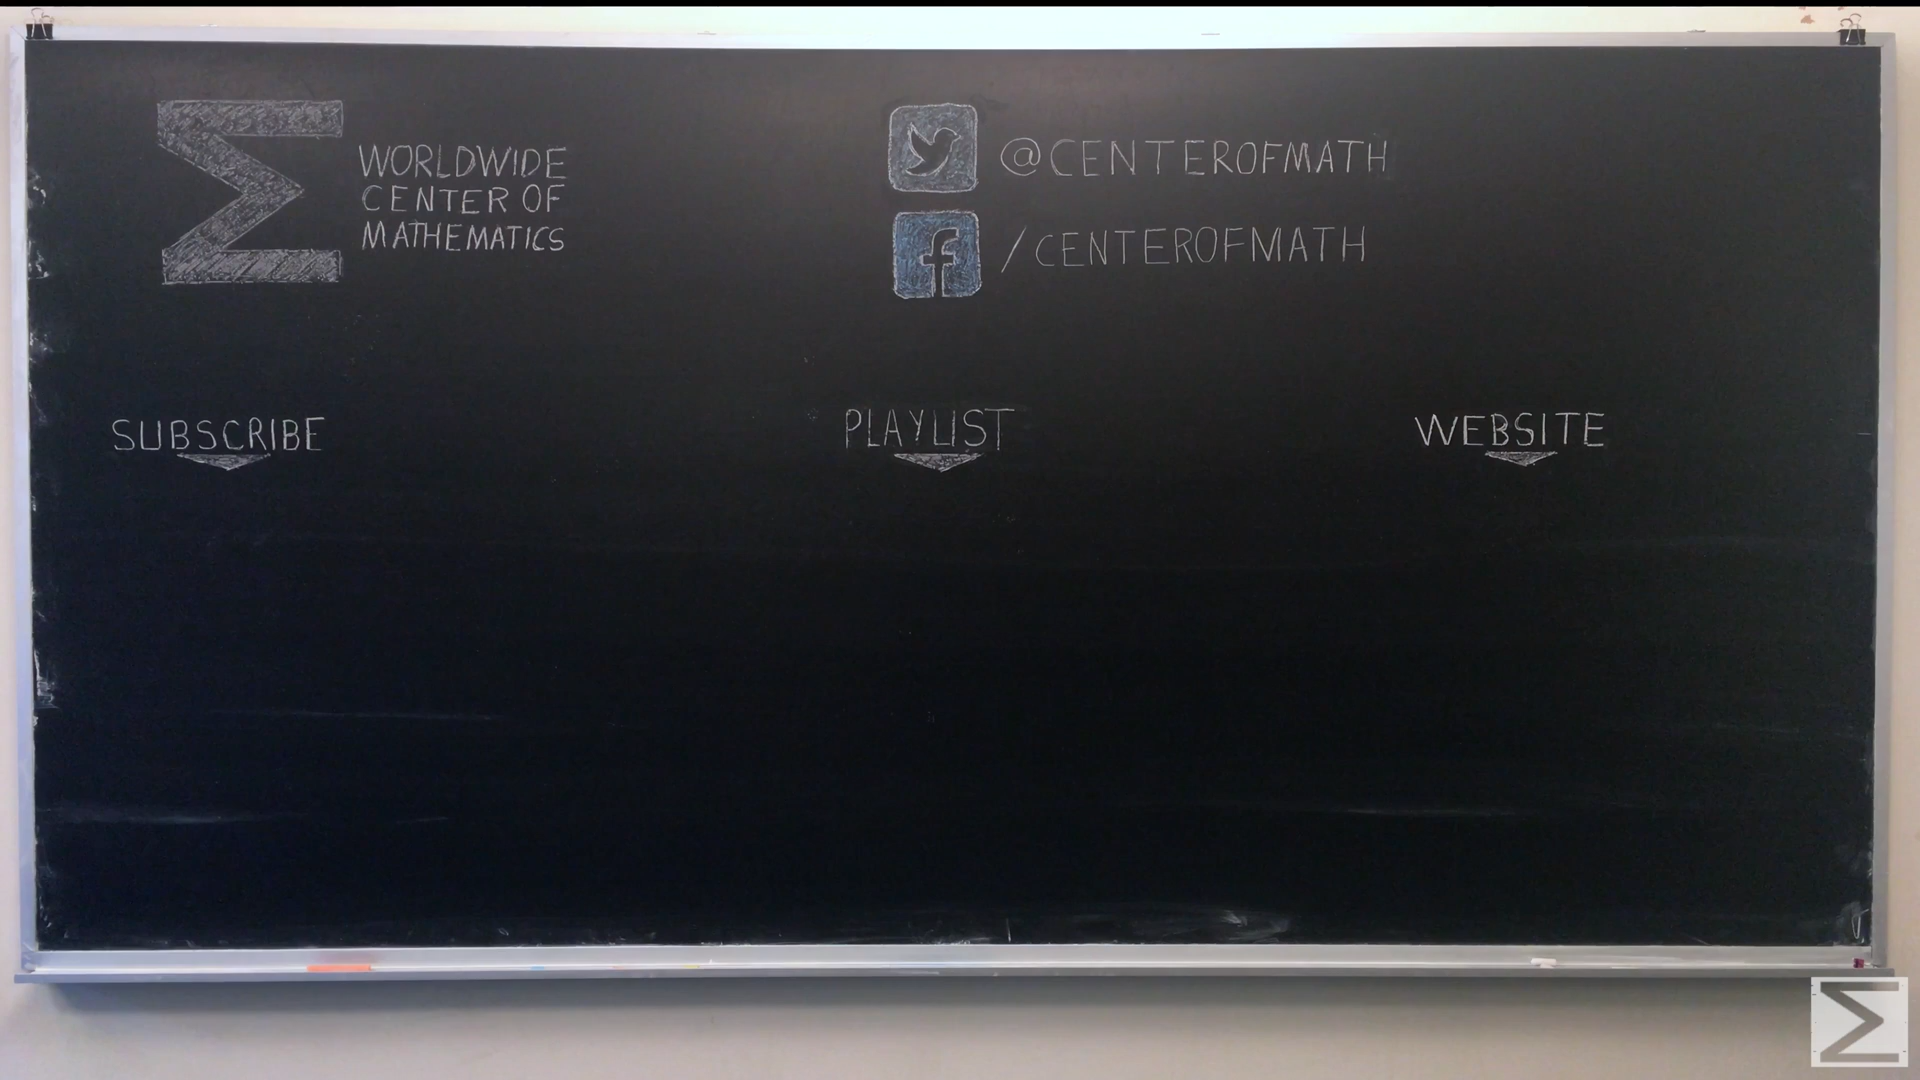 WORLDWIDE
CENTER OF
MATHEMATICS
@CENTEROFMATH
/CENTEROFMATH
SUBSCRIBE
PLAYLIST
WEBSITE